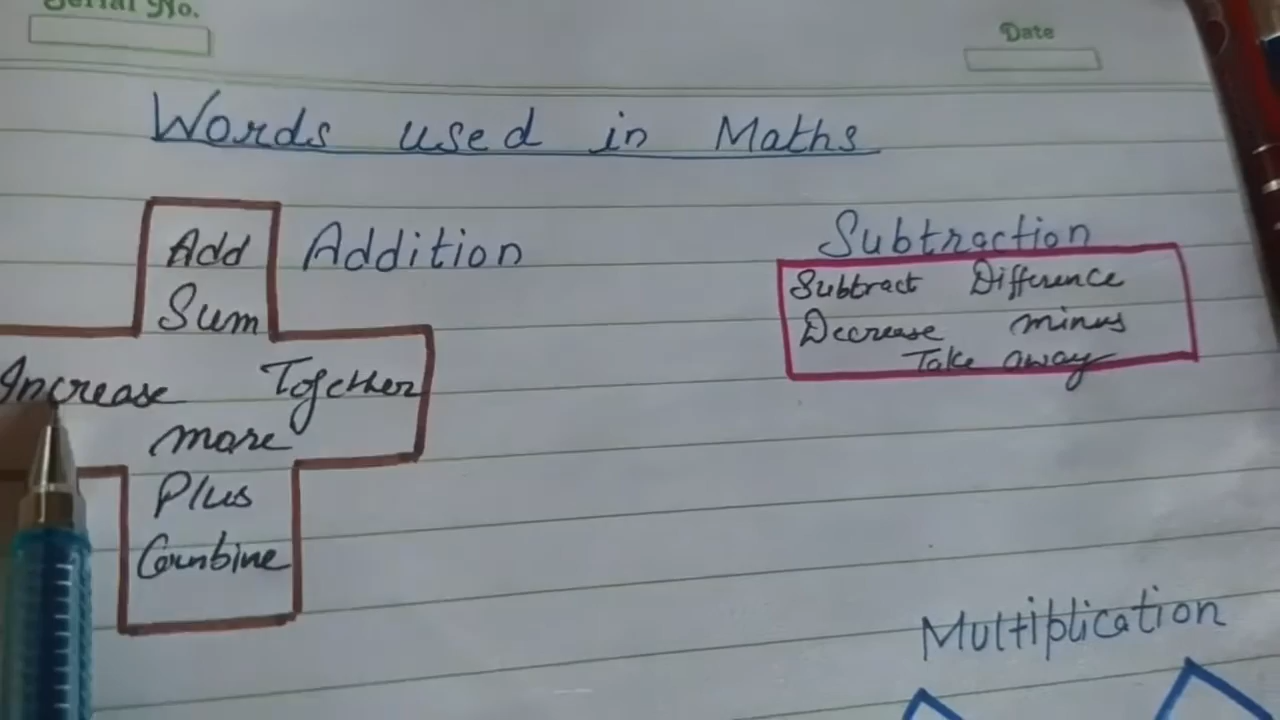 Serial No.
Date
Words used in Maths
Add
Sum
Addition
Increase Together
more
Plus
Combine
Subtraction
Subtract Difference
Decrease minus
Take away
Multiplication